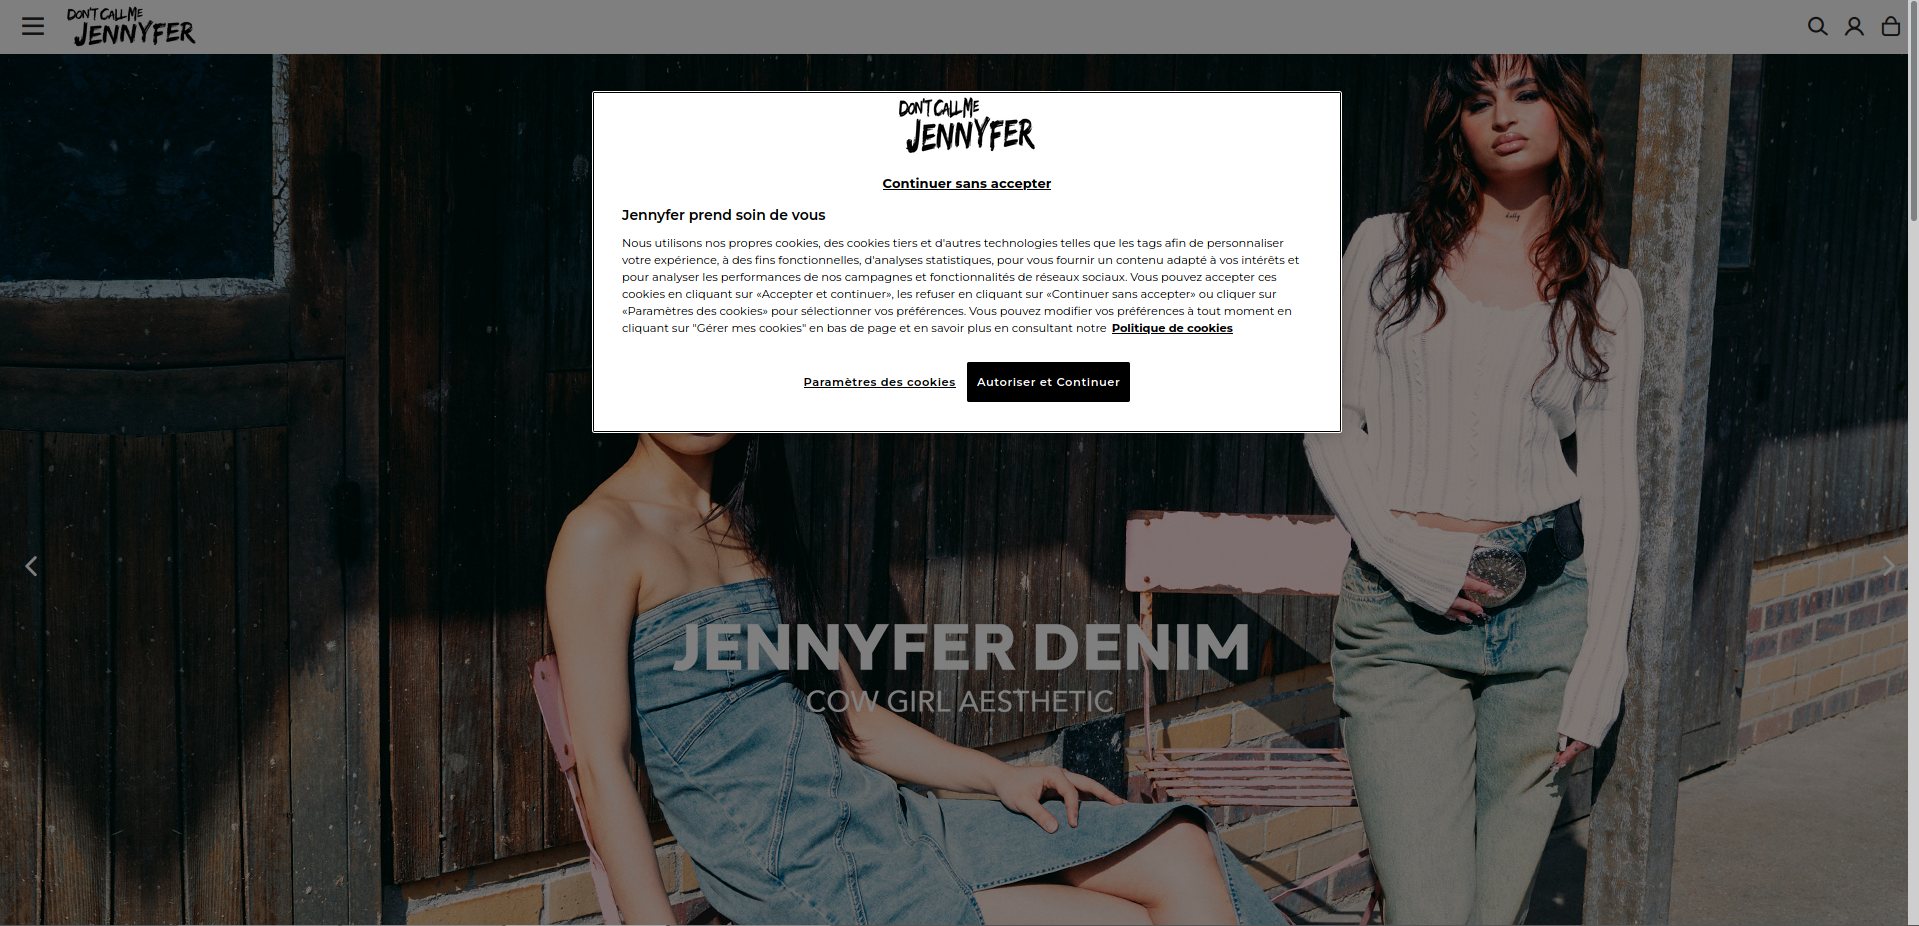 DON'T CALL ME
JENNYFER
DON'T CALL ME
JENNYFER
Continuer sans accepter
Jennyfer prend soin de vous
Nous utilisons nos propres cookies, des cookies tiers et d'autres technologies telles que les tags afin de personnaliser
votre expérience, à des fins fonctionnelles, d'analyses statistiques, pour vous fournir un contenu adapté à vos intérêts et
pour analyser les performances de nos campagnes et fonctionnalités de réseaux sociaux. Vous pouvez accepter ces
cookies en cliquant sur «Accepter et continuer», les refuser en cliquant sur «Continuer sans accepter» ou cliquer sur
«Paramètres des cookies» pour sélectionner vos préférences. Vous pouvez modifier vos préférences à tout moment en
cliquant sur "Gérer mes cookies" en bas de page et en savoir plus en consultant notre Politique de cookies
Paramètres des cookies Autoriser et Continuer
JENNYFER DENIM
COW GIRL AESTHETIC